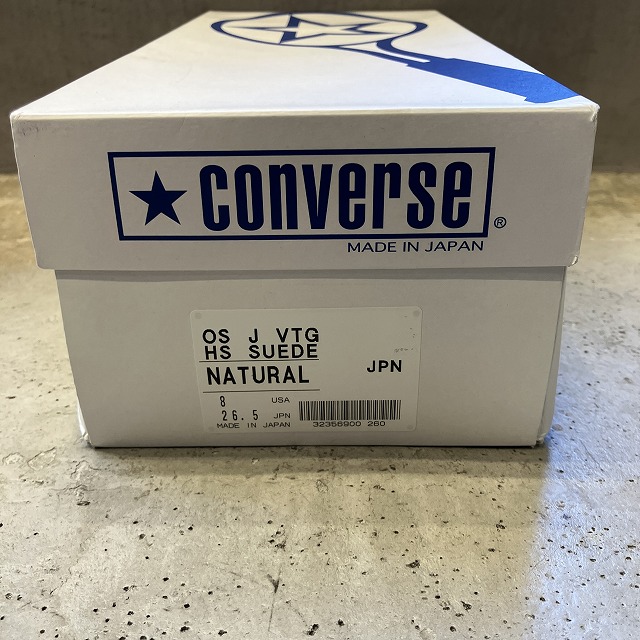 ★ converse ®
MADE IN JAPAN
OS J VTG
HS SUEDE
NATURAL JPN
8 USA
26.5 JPN
MADE IN JAPAN 32356900 280